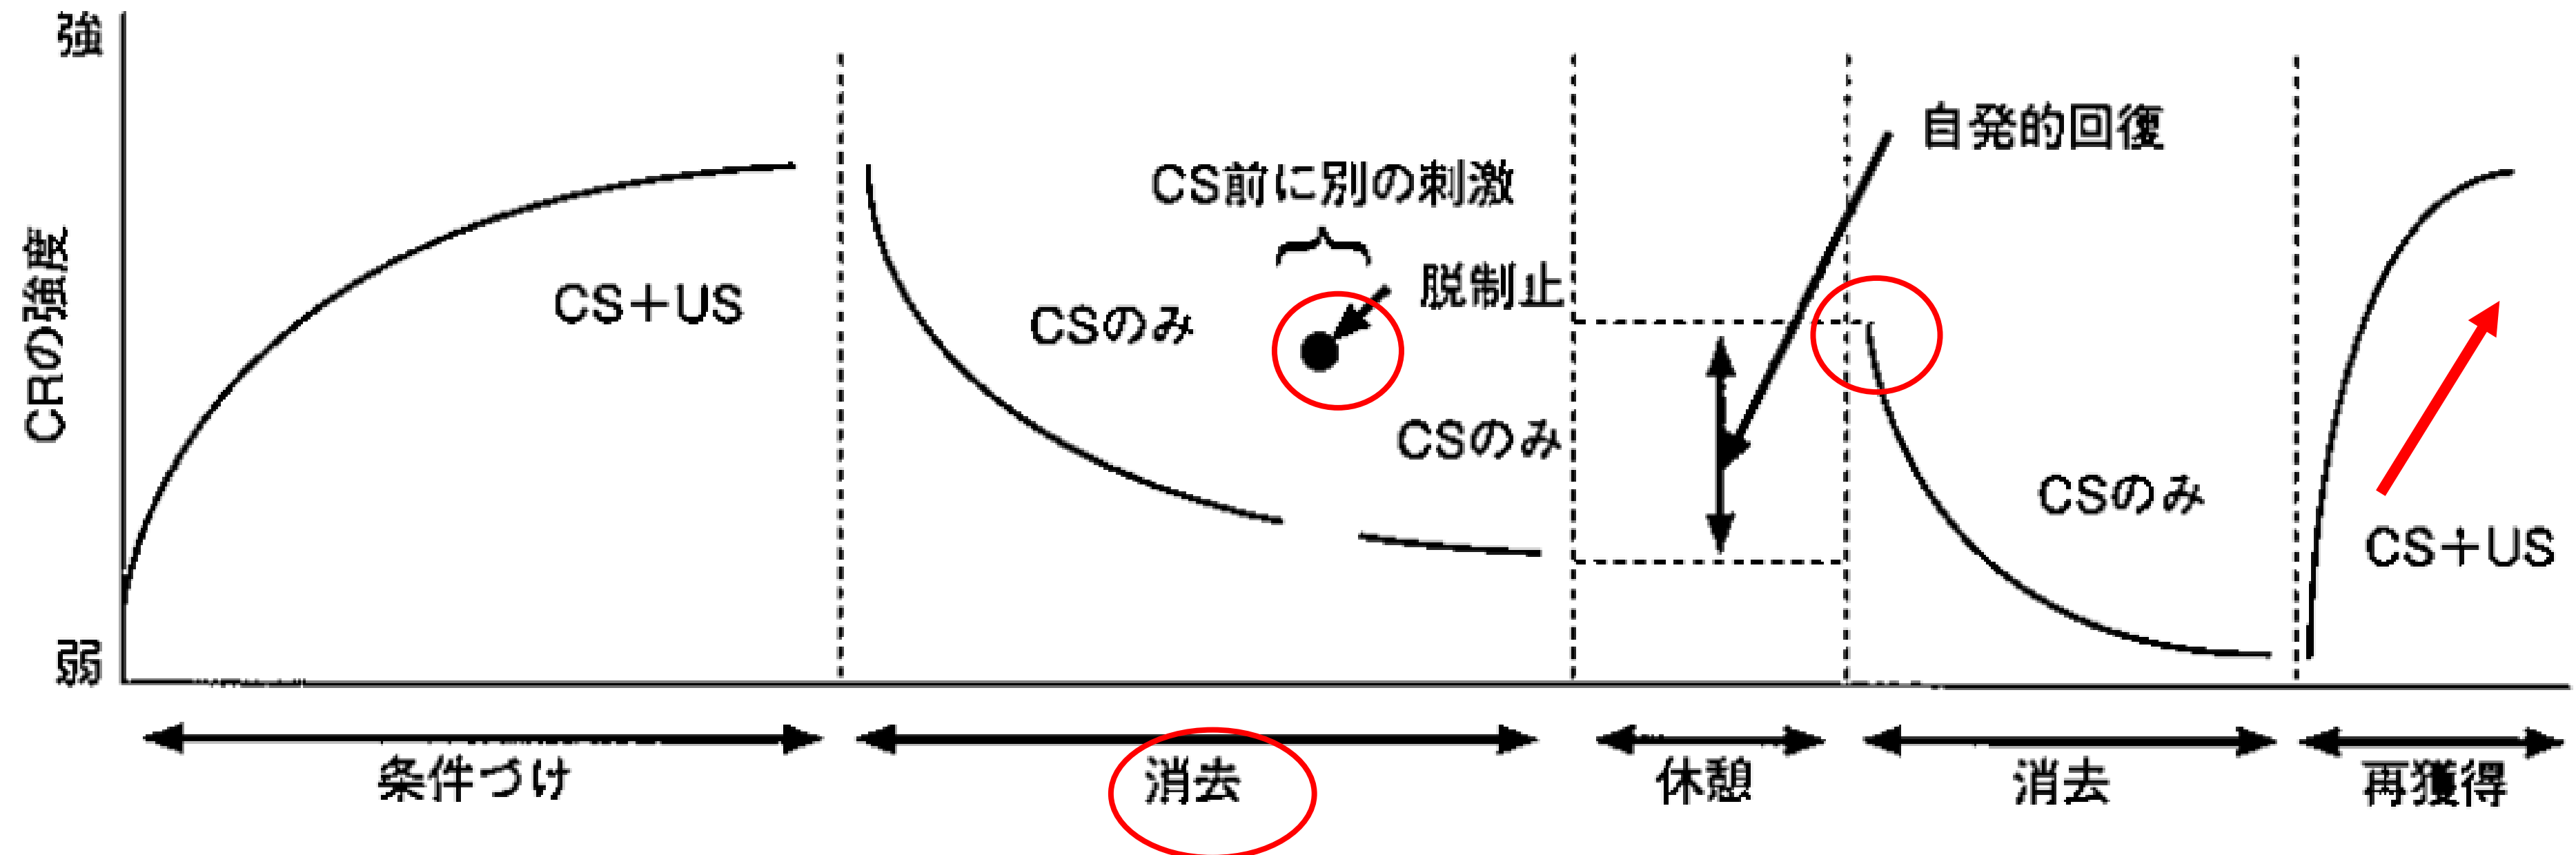 強
CRの強度
弱
CS+US
CSのみ
CS前に別の刺激
脱制止
CSのみ
自発的回復
CSのみ
CS+US
条件づけ
消去
休憩
消去
再獲得